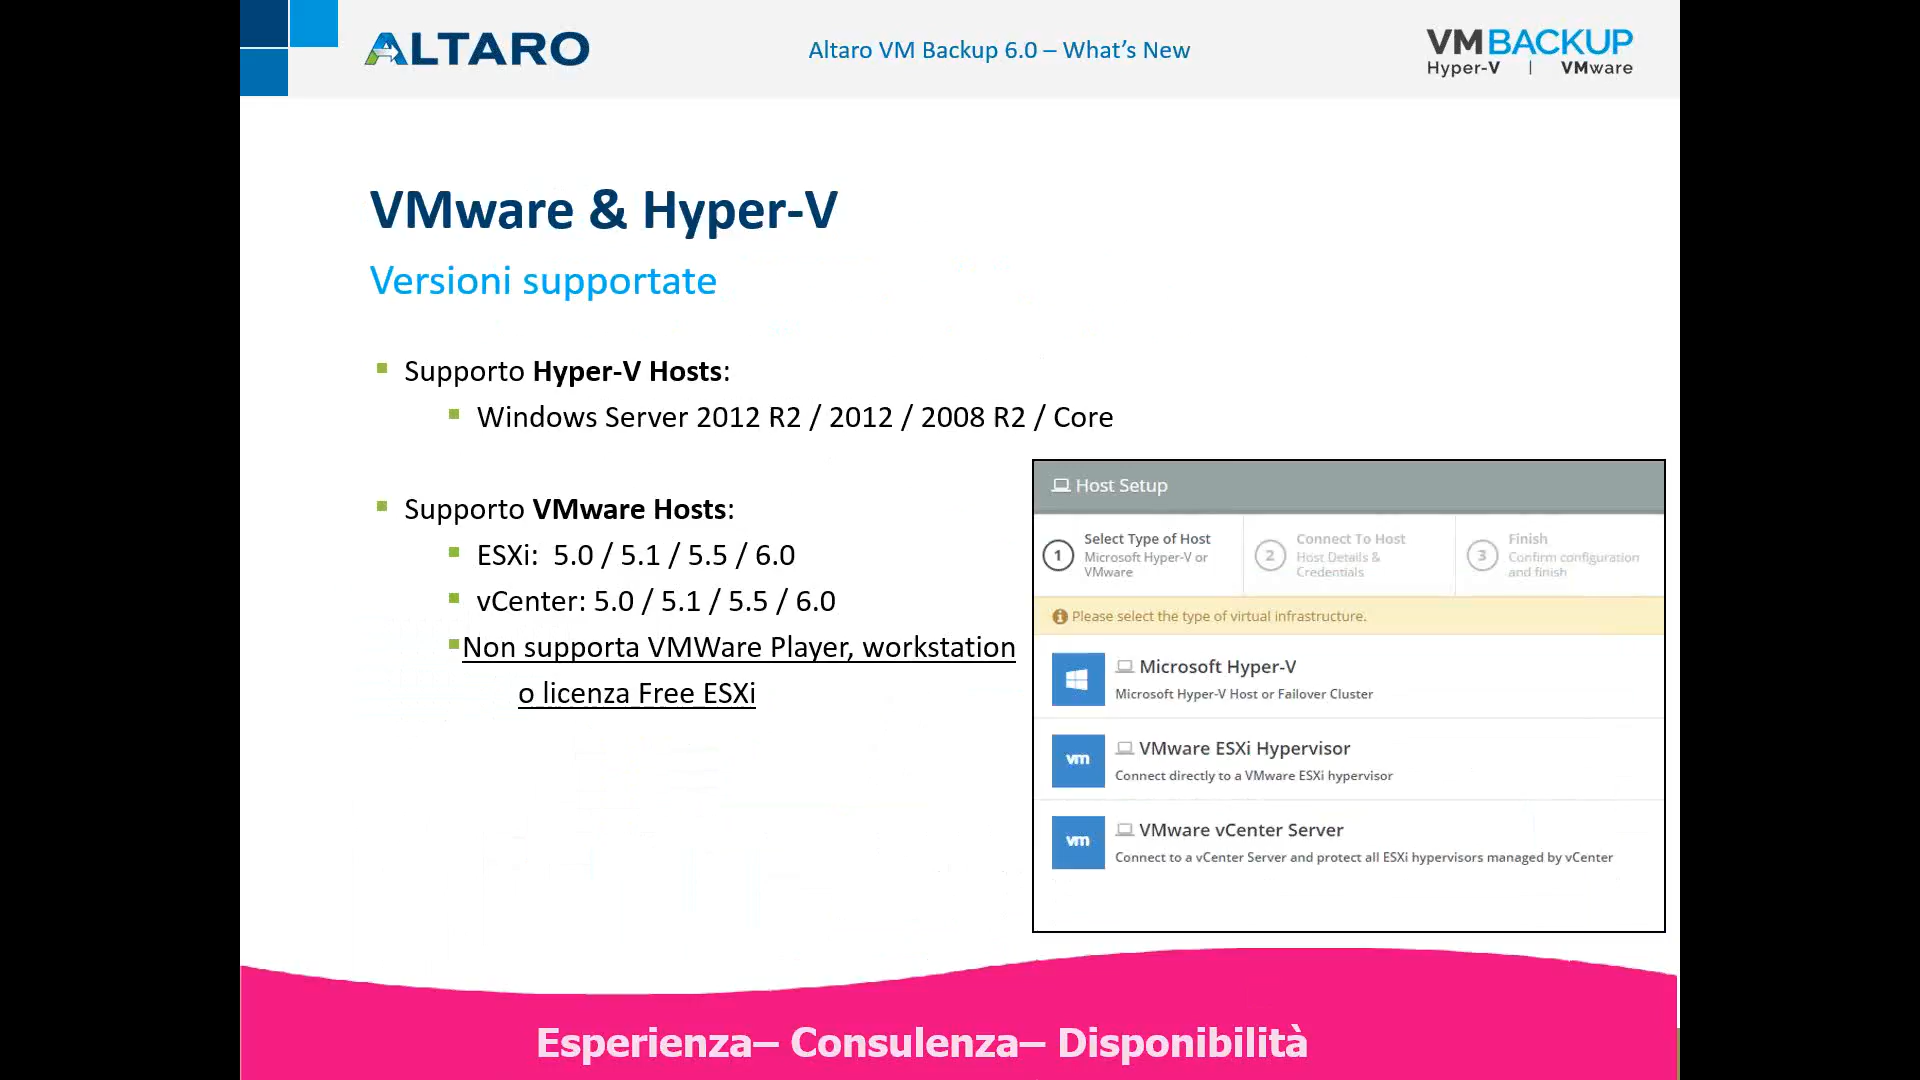 ALTARO
Altaro VM Backup 6.0 – What's New
VMBACKUP
Hyper-V | VMware
VMware & Hyper-V
Versioni supportate
Supporto Hyper-V Hosts:
Windows Server 2012 R2 / 2012 / 2008 R2 / Core
Supporto VMware Hosts:
ESXi: 5.0 / 5.1 / 5.5 / 6.0
vCenter: 5.0 / 5.1 / 5.5 / 6.0
Non supporta VMWare Player, workstation
o licenza Free ESXi
Host Setup
1
Select Type of Host
Microsoft Hyper-V or
VMware
2
Connect To Host
Host Details &
Credentials
3
Finish
Confirm configuration
and finish
Please select the type of virtual infrastructure.
Microsoft Hyper-V
Microsoft Hyper-V Host or Failover Cluster
vm
VMware ESXi Hypervisor
Connect directly to a VMware ESXi hypervisor
vm
VMware vCenter Server
Connect to a vCenter Server and protect all ESXi hypervisors managed by vCenter
Esperienza– Consulenza– Disponibilità